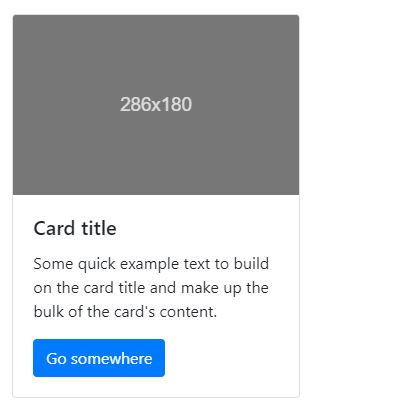 286x180
Card title
Some quick example text to build
on the card title and make up the
bulk of the card's content.
Go somewhere